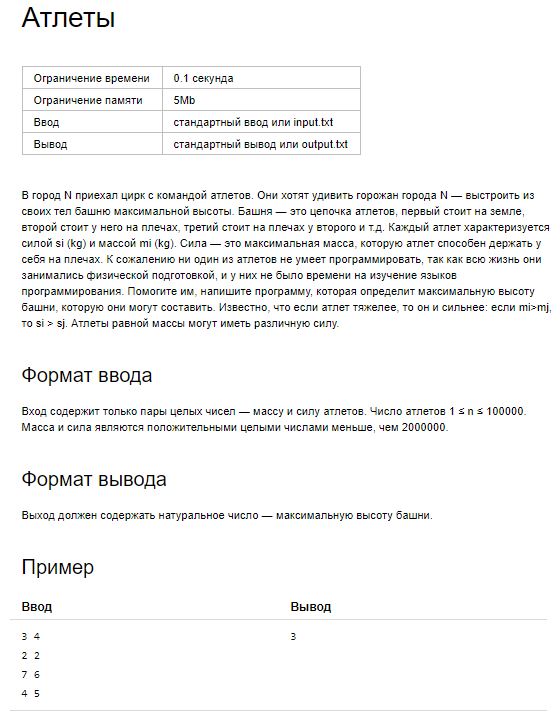 Атлеты
Ограничение времени 0.1 секунда
Ограничение памяти 5Mb
Ввод стандартный ввод или input.txt
Вывод стандартный вывод или output.txt
В город N приехал цирк с командой атлетов. Они хотят удивить горожан города N — выстроить из
своих тел башню максимальной высоты. Башня — это цепочка атлетов, первый стоит на земле,
второй стоит у него на плечах, третий стоит на плечах у второго и т.д. Каждый атлет характеризуется
силой si (kg) и массой mi (kg). Сила — это максимальная масса, которую атлет способен держать у
себя на плечах. К сожалению ни один из атлетов не умеет программировать, так как всю жизнь они
занимались физической подготовкой, и у них не было времени на изучение языков
программирования. Помогите им, напишите программу, которая определит максимальную высоту
башни, которую они могут составить. Известно, что если атлет тяжелее, то он и сильнее: если mi>mj,
то si > sj. Атлеты равной массы могут иметь различную силу.
Формат ввода
Вход содержит только пары целых чисел — массу и силу атлетов. Число атлетов 1 ≤ n ≤ 100000.
Масса и сила являются положительными целыми числами меньше, чем 2000000.
Формат вывода
Выход должен содержать натуральное число — максимальную высоту башни.
Пример
Ввод Вывод
3 4 3
2 2
7 6
4 5